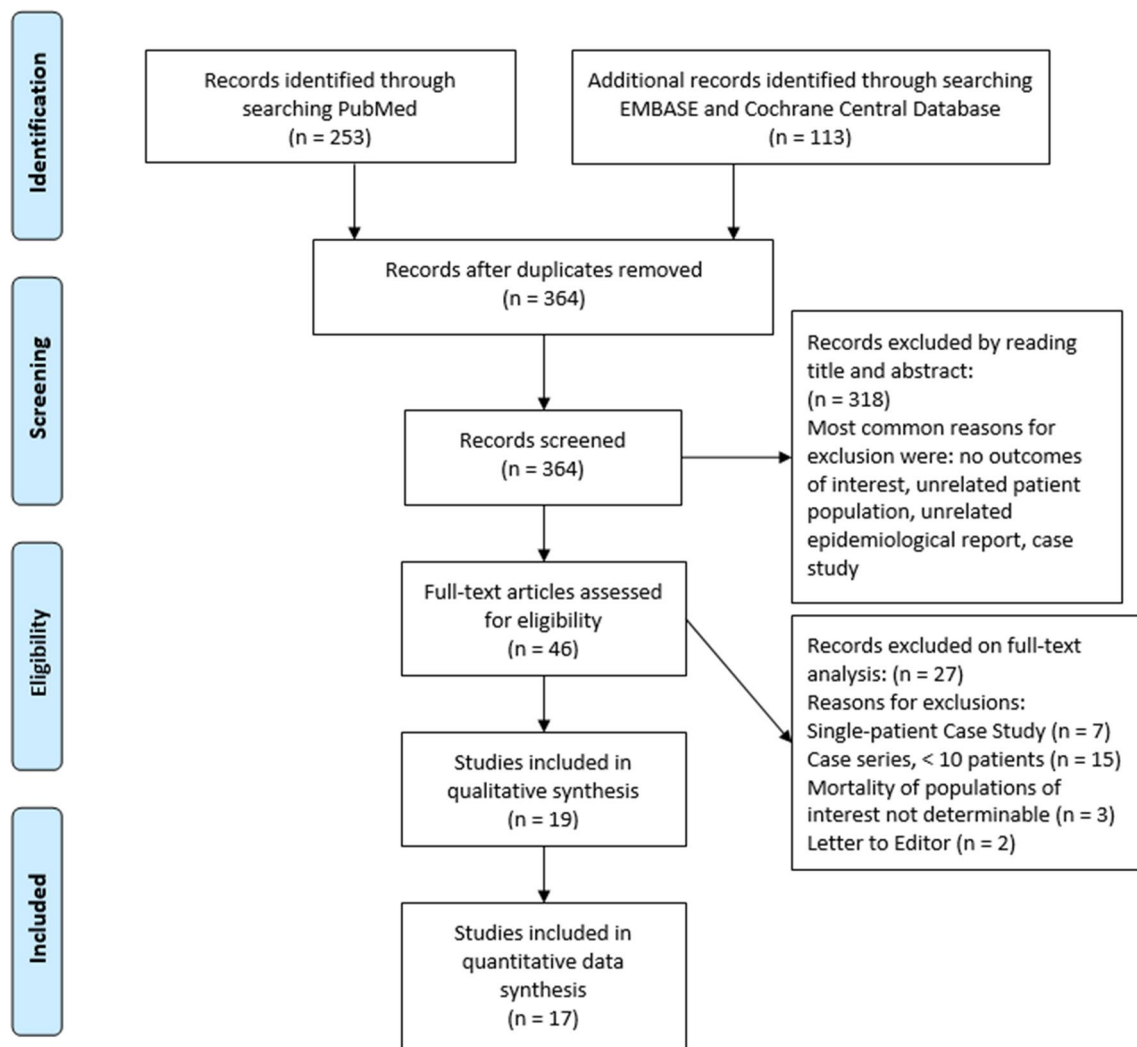 Identification
Records identified through
searching PubMed
(n = 253)
Additional records identified through searching
EMBASE and Cochrane Central Database
(n = 113)
Records after duplicates removed
(n = 364)
Screening
Records screened
(n = 364)
Records excluded by reading
title and abstract:
(n = 318)
Most common reasons for
exclusion were: no outcomes
of interest, unrelated patient
population, unrelated
epidemiological report, case
study
Eligibility
Full-text articles assessed
for eligibility
(n = 46)
Records excluded on full-text
analysis: (n = 27)
Reasons for exclusions:
Single-patient Case Study (n = 7)
Case series, < 10 patients (n = 15)
Mortality of populations of
interest not determinable (n = 3)
Letter to Editor (n = 2)
Studies included in
qualitative synthesis
(n = 19)
Included
Studies included in
quantitative data
synthesis
(n = 17)